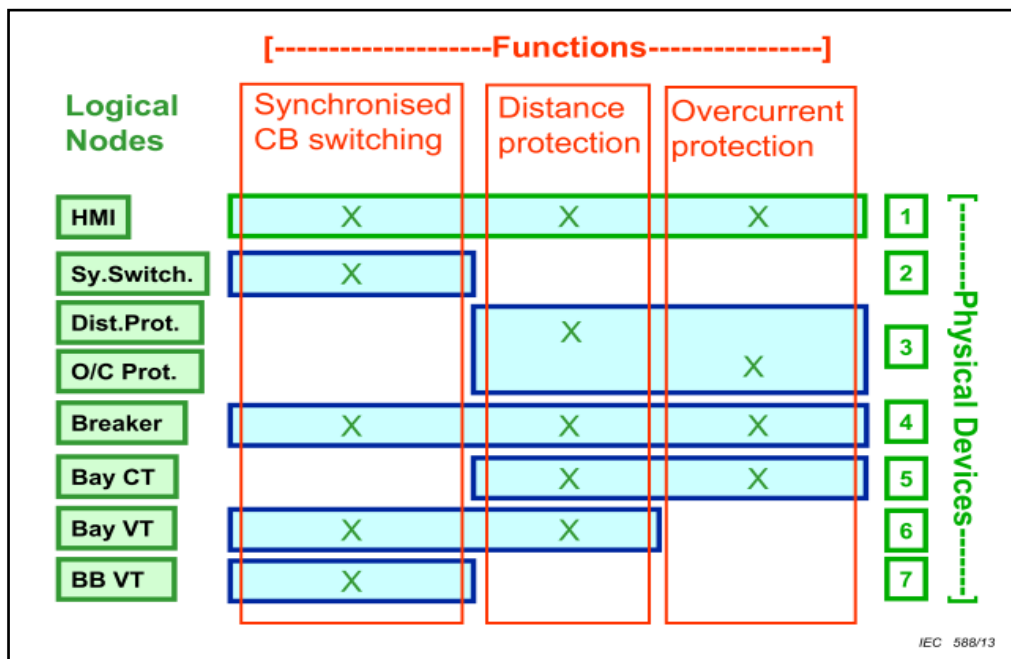 [-------------------Functions---------------]
Logical
Nodes
Synchronised
CB switching
Distance
protection
Overcurrent
protection
HMI X X X 1
Sy.Switch. X 2
Dist.Prot. X
3
O/C Prot. X
Breaker X X X 4
Bay CT X X 5
Bay VT X X 6
BB VT X 7
[--------Physical Devices------]
IEC 588/13